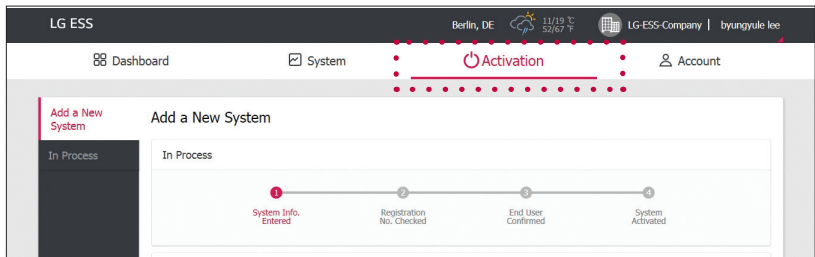 LG ESS
Berlin, DE 11/19 ℃ 52/67 ℉ LG-ESS-Company | byungyule lee
Dashboard System Activation Account
Add a New System
In Process
Add a New System
In Process
1 2 3 4
System Info. Entered
Registration No. Checked
End User Confirmed
System Activated